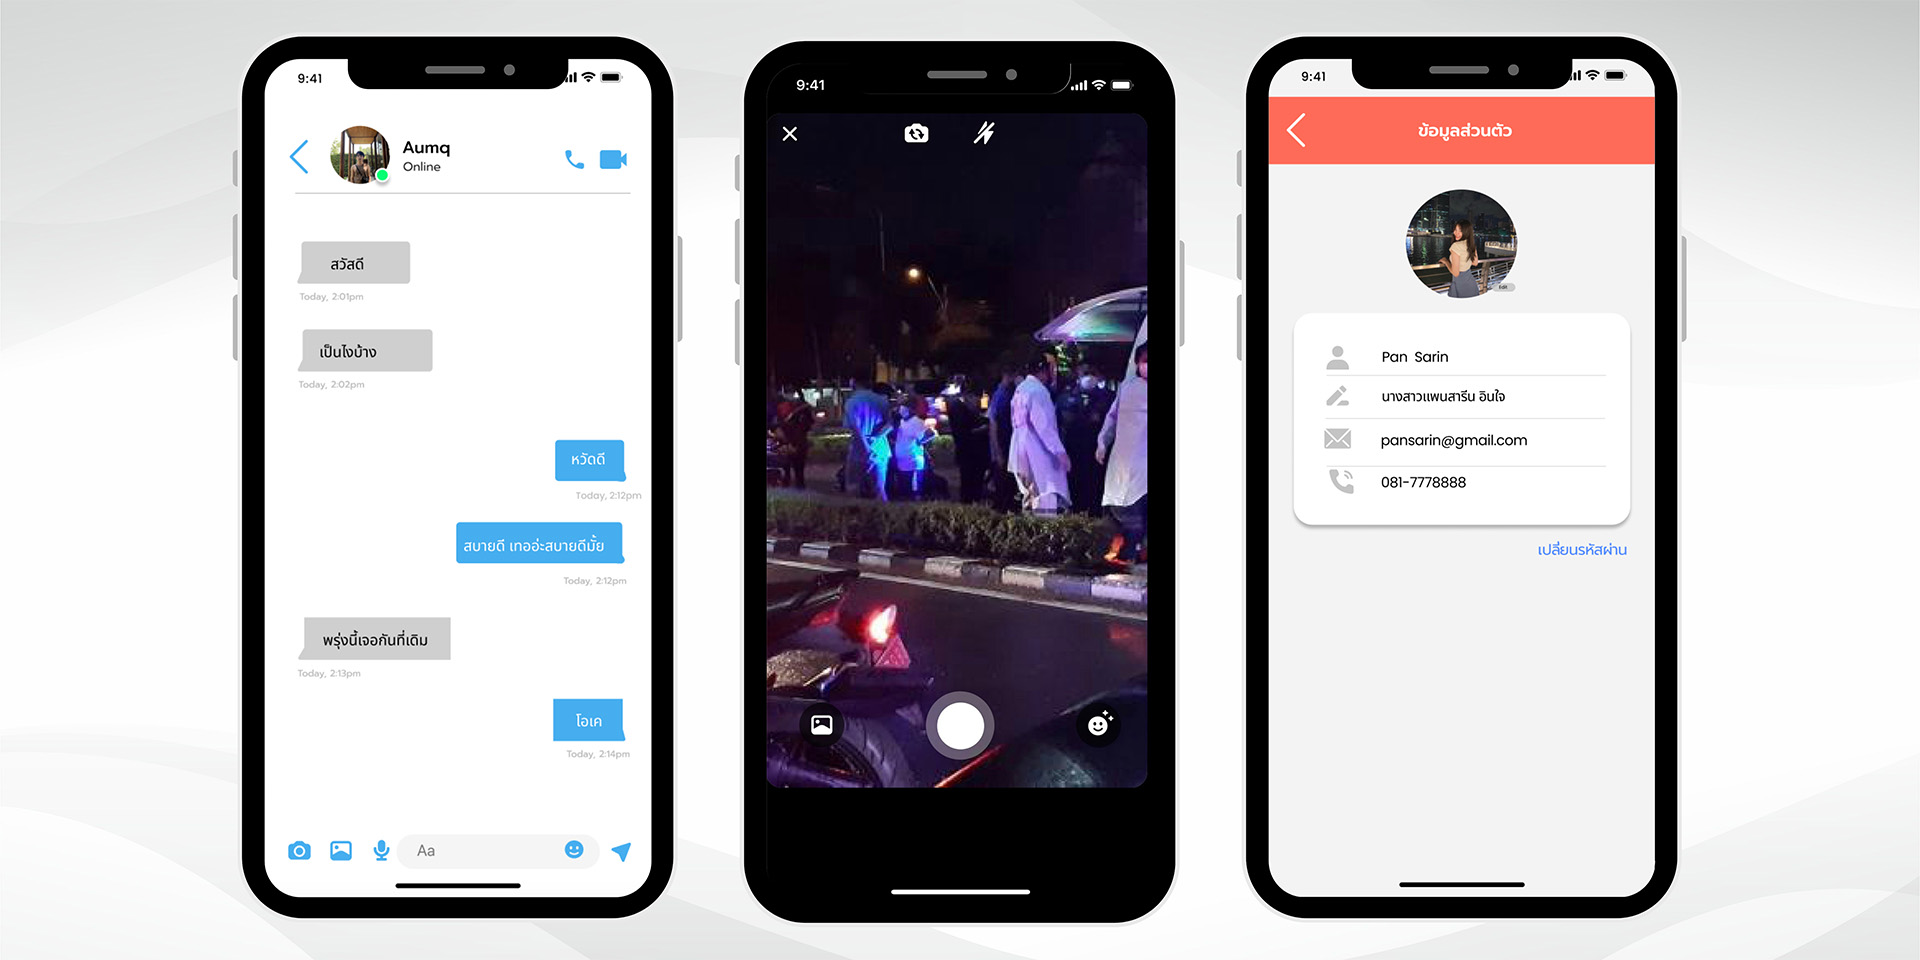 9:41
Aumq
Online
สวัสดี
Today, 2:01pm
เป็นไงบ้าง
Today, 2:02pm
หวัดดี
Today, 2:12pm
สบายดี เทออ่ะสบายดีมั้ย
Today, 2:12pm
พรุ่งนี้เจอกันที่เดิม
Today, 2:13pm
โอเค
Today, 2:14pm
Aa
9:41
9:41
ข้อมูลส่วนตัว
Edit
Pan Sarin
นางสาวแพนสารีน อินใจ
pansarin@gmail.com
081-7778888
เปลี่ยนรหัสผ่าน